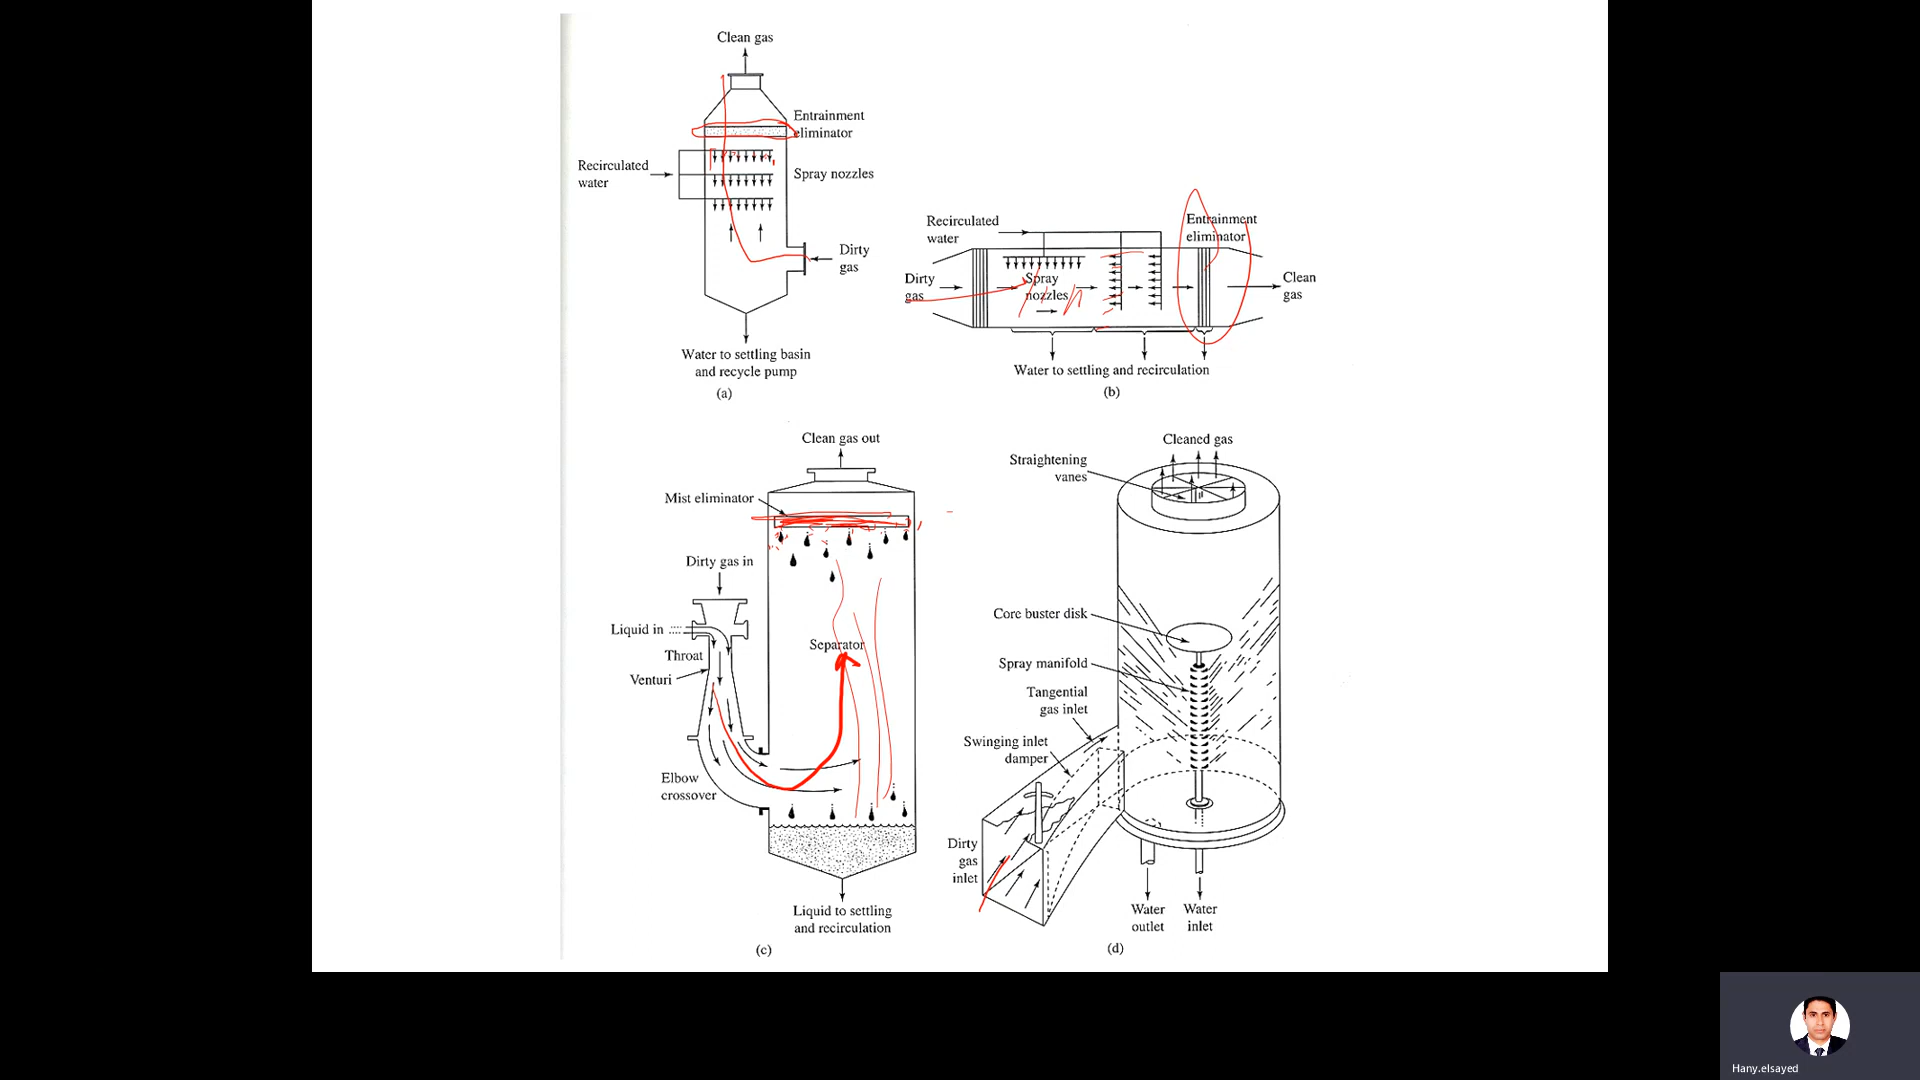 Clean gas
Entrainment
eliminator
Recirculated
water
Spray nozzles
Dirty
gas
Water to settling basin
and recycle pump
(a)
Recirculated
water
Entrainment
eliminator
Dirty
gas
Spray
nozzles
Clean
gas
Water to settling and recirculation
(b)
Clean gas out
Mist eliminator
Dirty gas in
Liquid in
Throat
Venturi
Separator
Elbow
crossover
Liquid to settling
and recirculation
(c)
Cleaned gas
Straightening
vanes
Core buster disk
Spray manifold
Tangential
gas inlet
Swinging inlet
damper
Dirty
gas
inlet
Water
outlet
Water
inlet
(d)
Hany.elsayed